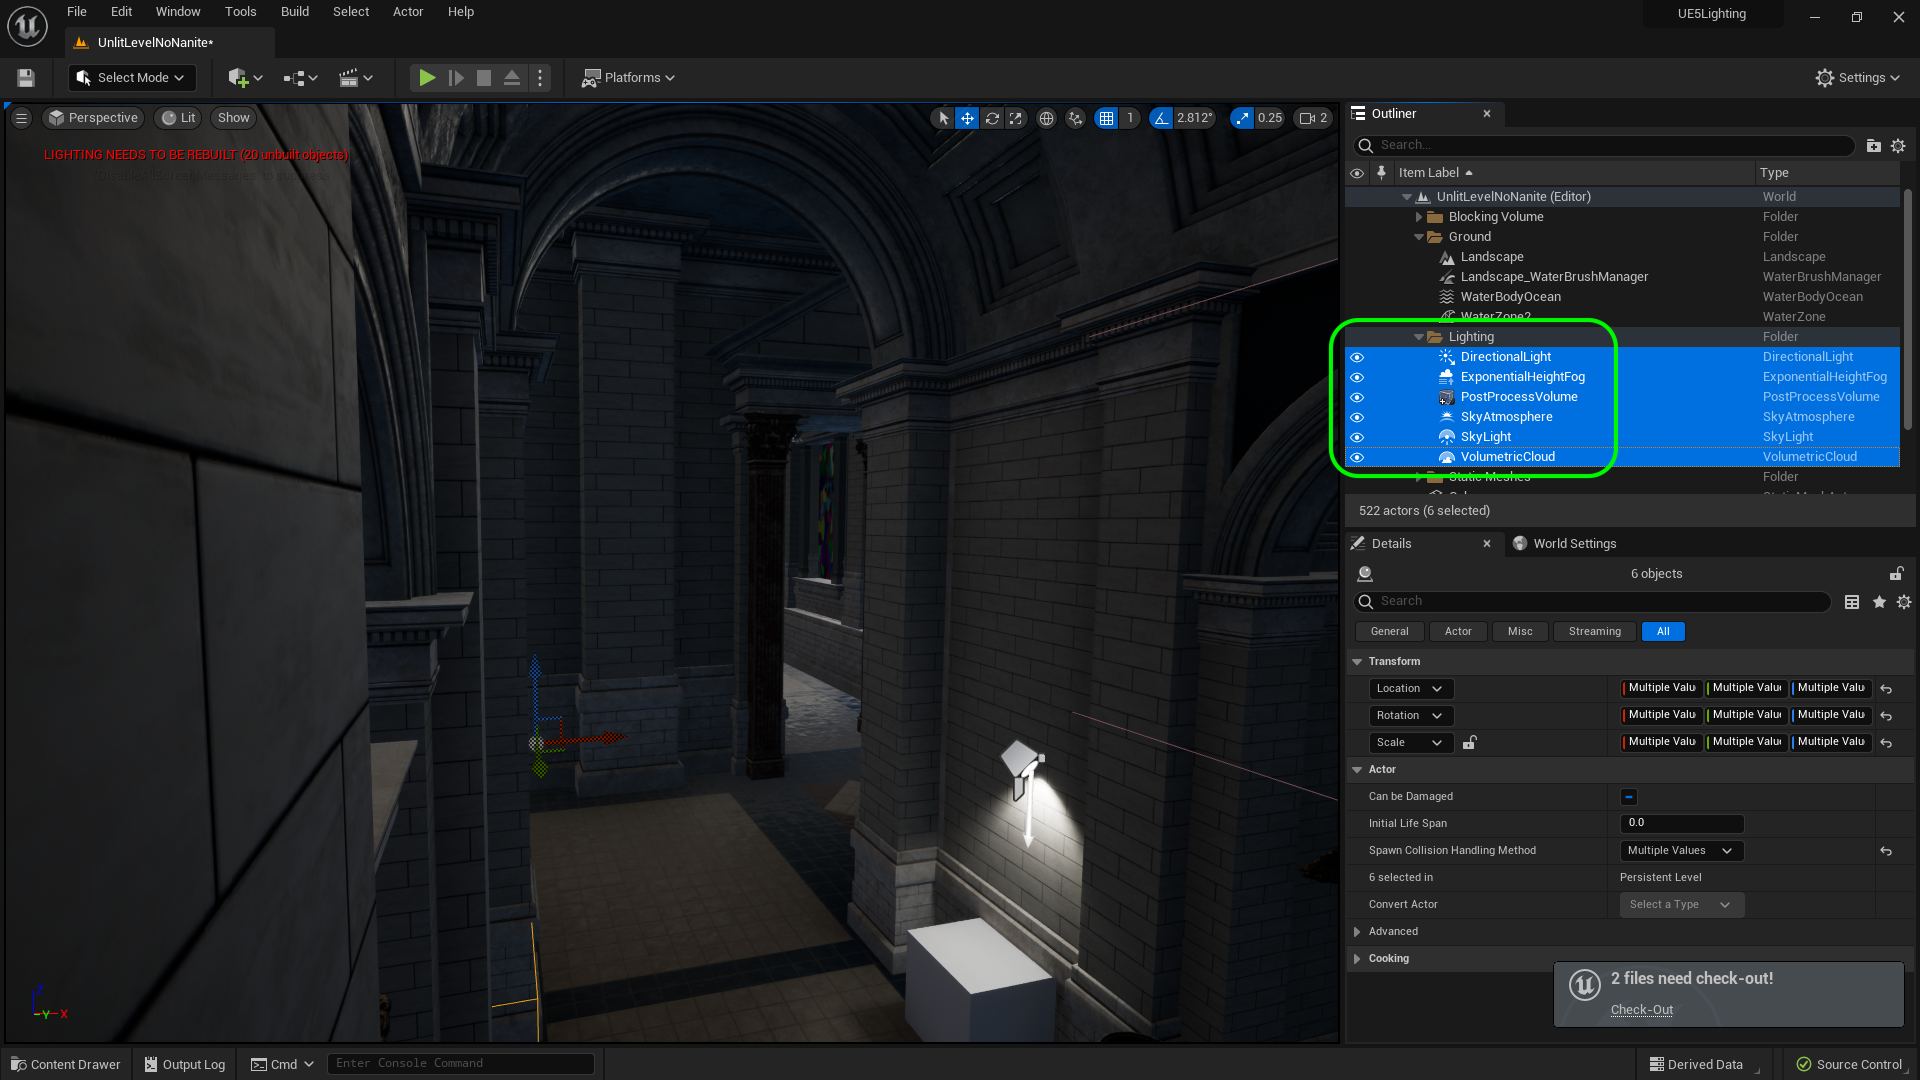 File Edit Window Tools Build Select Actor Help
UE5Lighting
UnlitLevelNoNanite*
Select Mode
Platforms
Settings
Perspective Lit Show
1 2.812° 0.25 2
LIGHTING NEEDS TO BE REBUILT (20 unbuilt objects)
Outliner
Search...
Item Label Type
UnlitLevelNoNanite (Editor) World
Blocking Volume Folder
Ground Folder
Landscape Landscape
Landscape_WaterBrushManager WaterBrushManager
WaterBodyOcean WaterBodyOcean
WaterZone2 WaterZone
Lighting Folder
DirectionalLight DirectionalLight
ExponentialHeightFog ExponentialHeightFog
PostProcessVolume PostProcessVolume
SkyAtmosphere SkyAtmosphere
SkyLight SkyLight
VolumetricCloud VolumetricCloud
Static Meshes Folder
522 actors (6 selected)
Details World Settings
6 objects
Search
General Actor Misc Streaming All
Transform
Location Multiple Valu Multiple Valu Multiple Valu
Rotation Multiple Valu Multiple Valu Multiple Valu
Scale Multiple Valu Multiple Valu Multiple Valu
Actor
Can be Damaged
Initial Life Span 0.0
Spawn Collision Handling Method Multiple Values
6 selected in Persistent Level
Convert Actor Select a Type
Advanced
Cooking
2 files need check-out!
Check-Out
Z
Y X
Content Drawer Output Log Cmd Enter Console Command Derived Data Source Control